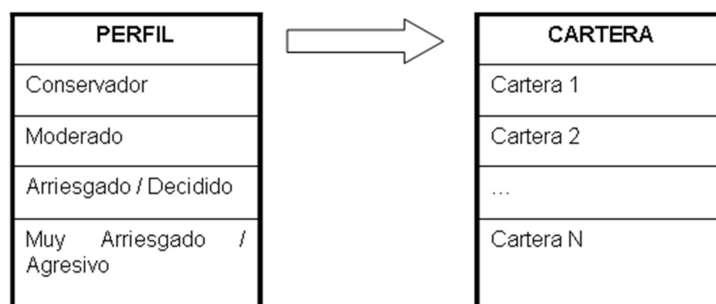 PERFIL
Conservador
Moderado
Arriesgado / Decidido
Muy Arriesgado /
Agresivo
CARTERA
Cartera 1
Cartera 2
...
Cartera N